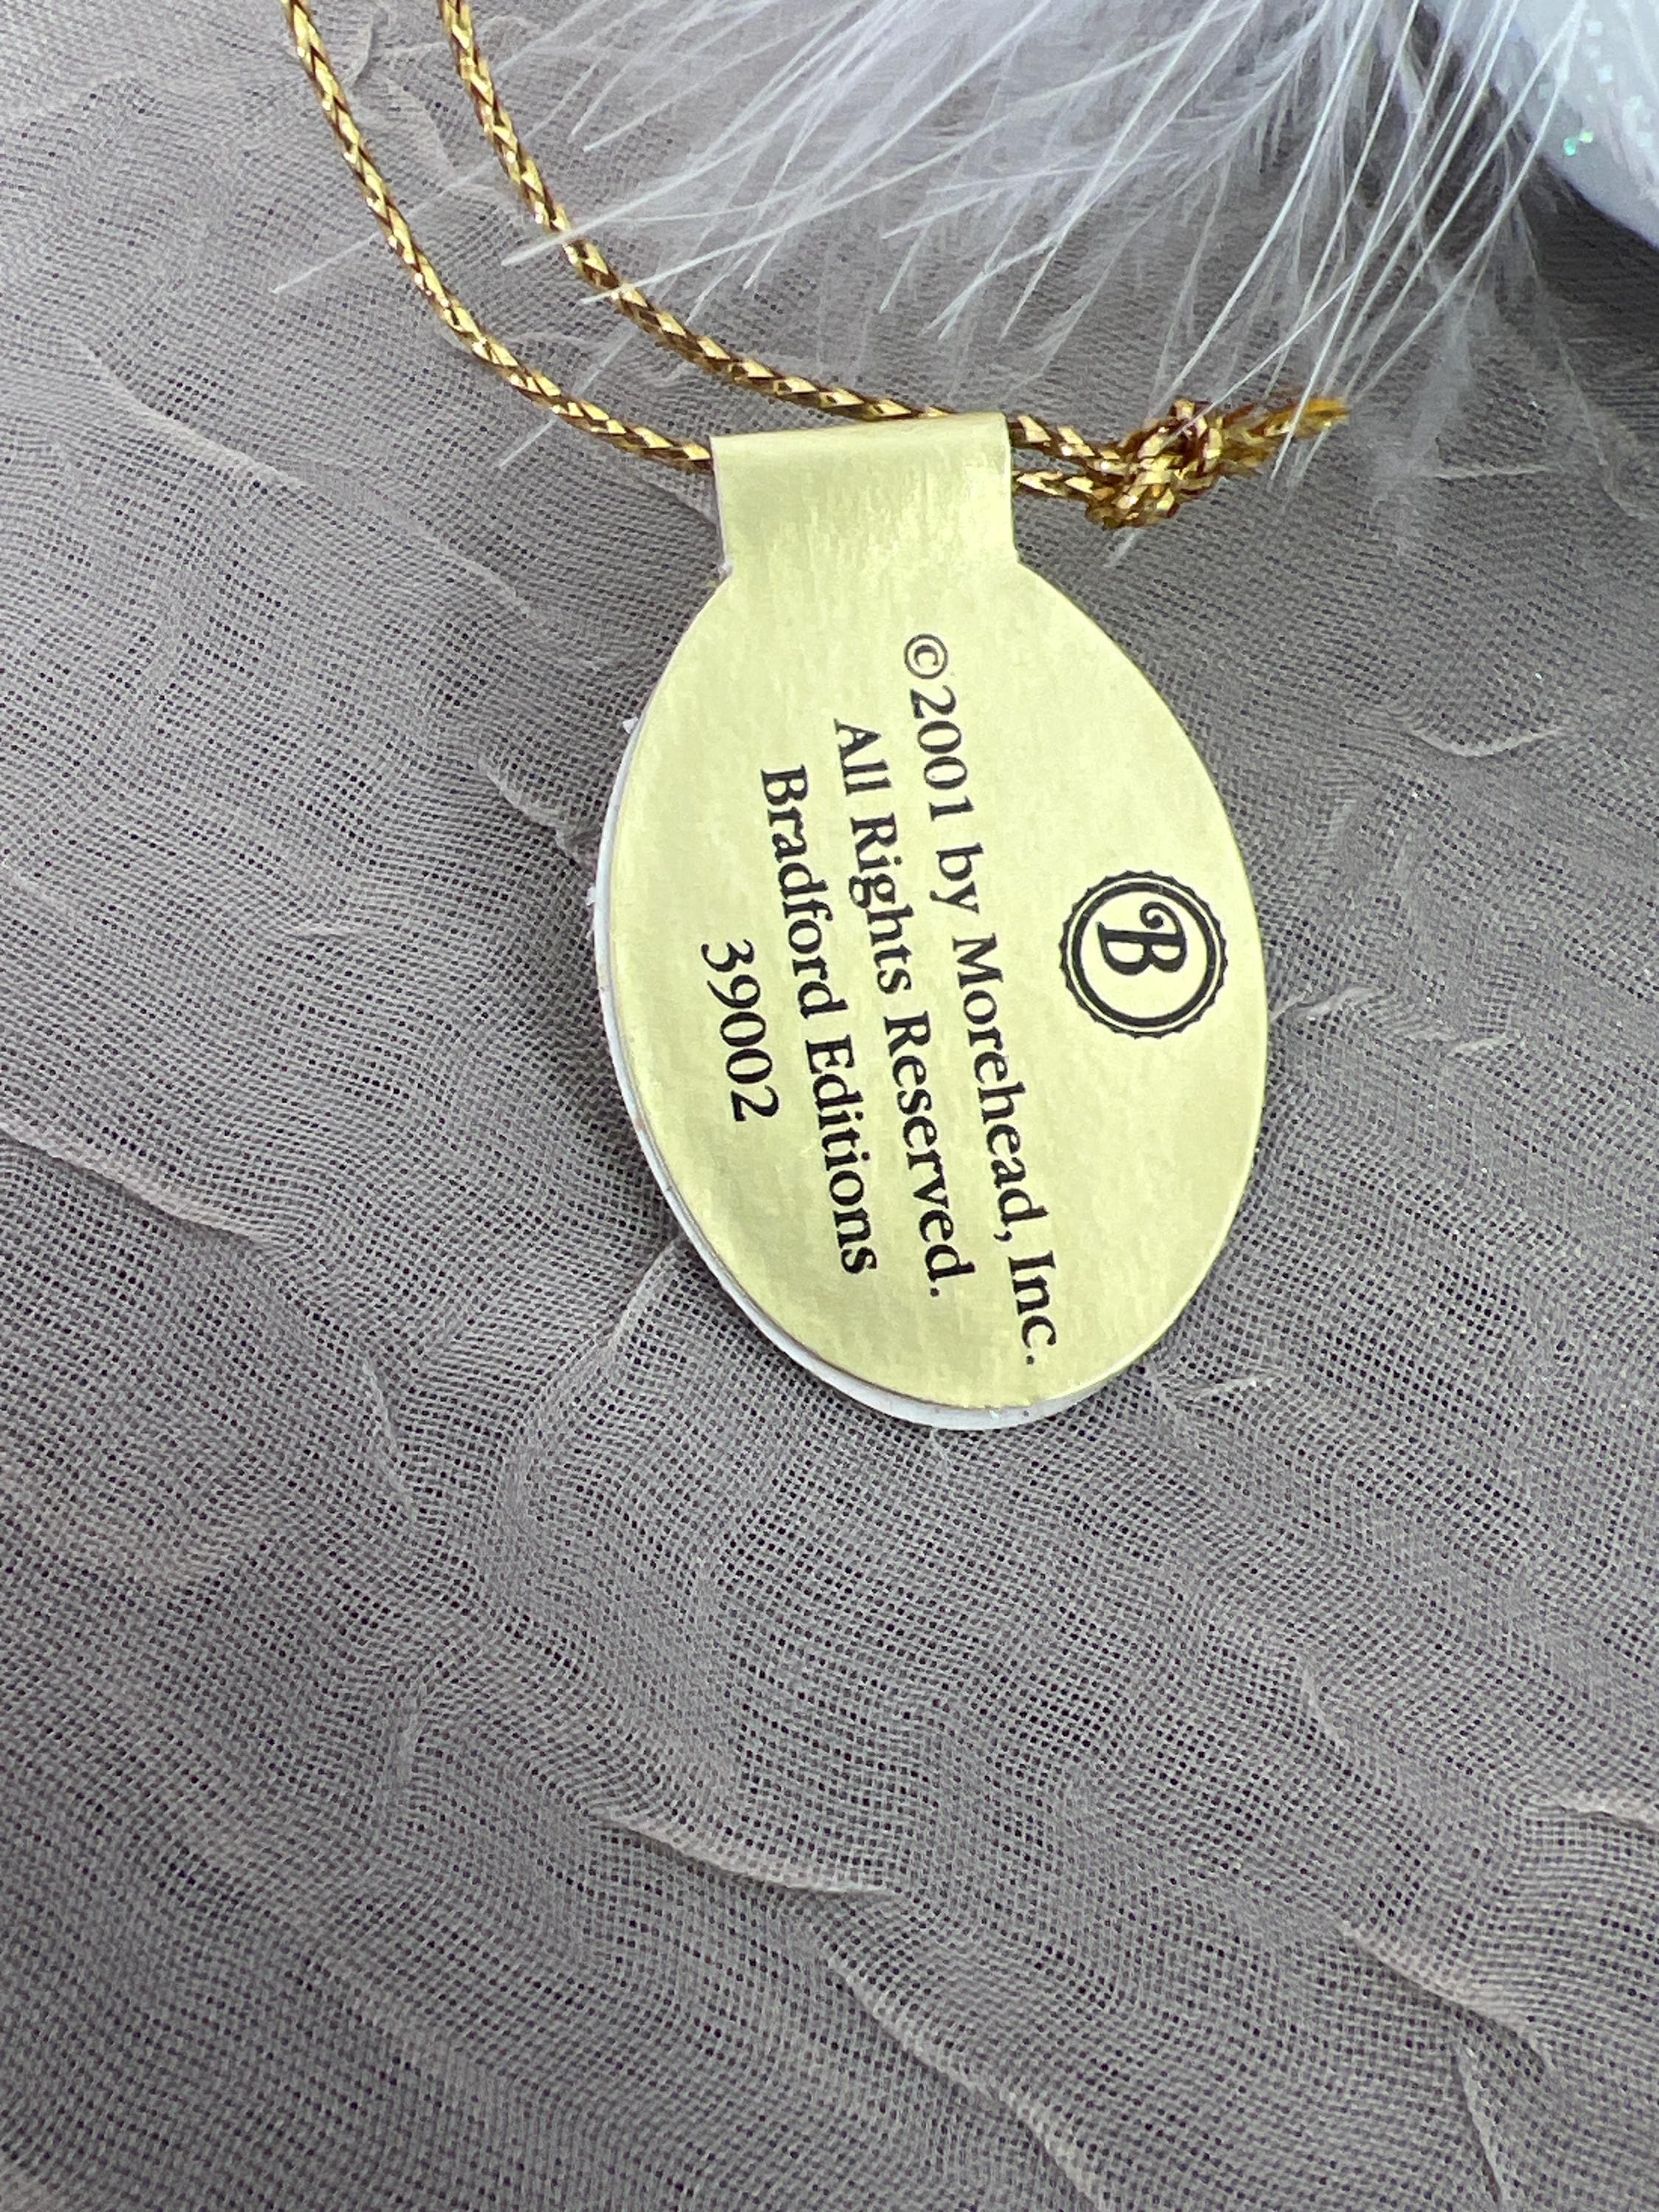 B
©2001 by Morehead, Inc.
All Rights Reserved.
Bradford Editions
39002